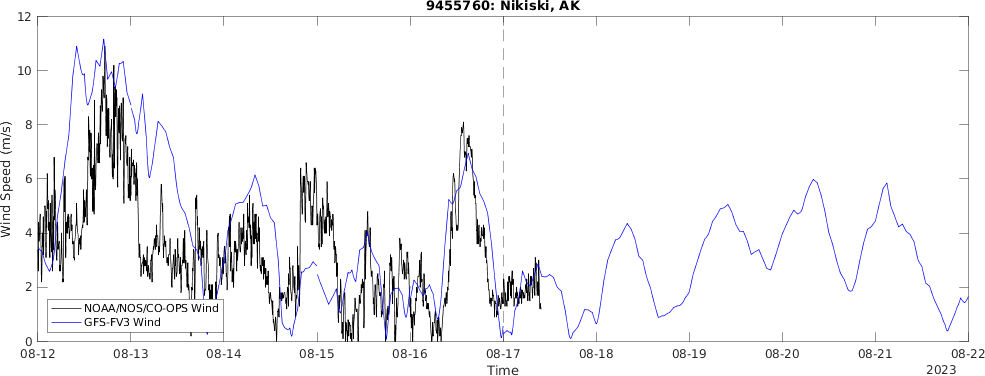 9455760: Nikiski, AK
Wind Speed (m/s)
12
10
8
6
4
2
0
NOAA/NOS/CO-OPS Wind
GFS-FV3 Wind
08-12 08-13 08-14 08-15 08-16 08-17 08-18 08-19 08-20 08-21 08-22
Time
2023